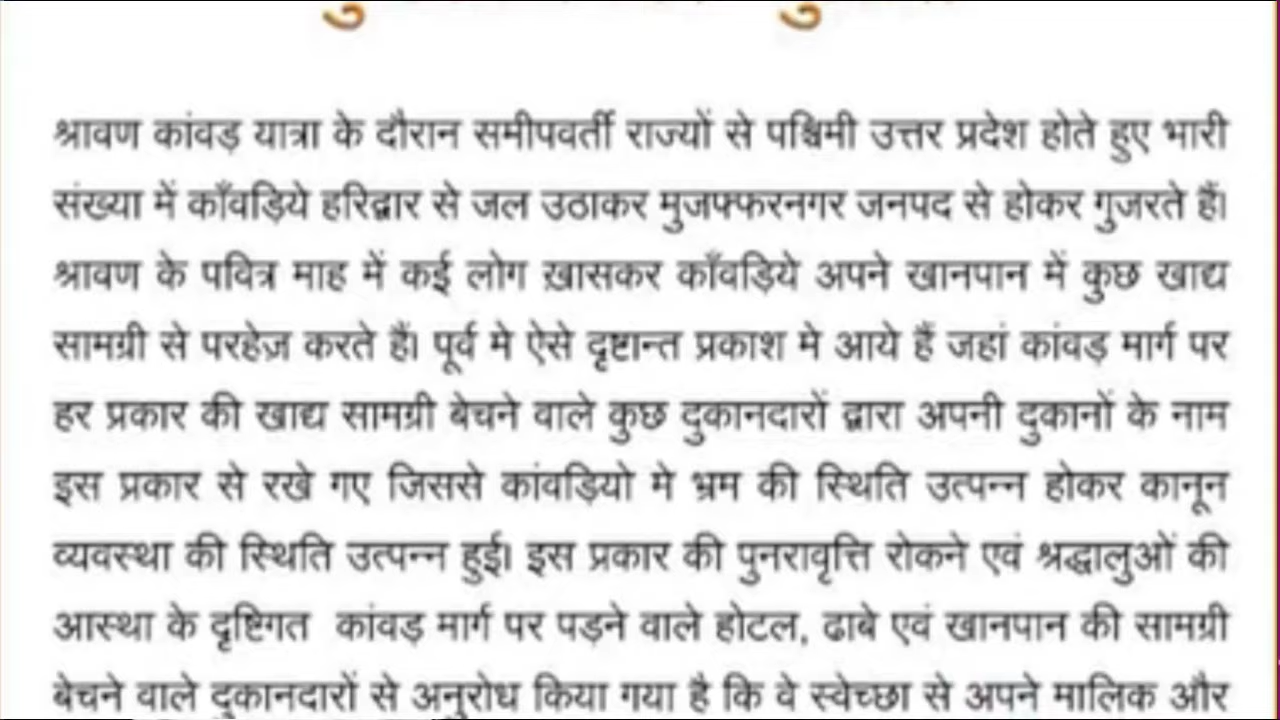 श्रावण कांवड़ यात्रा के दौरान समीपवर्ती राज्यों से पश्चिमी उत्तर प्रदेश होते हुए भारी
संख्या में काँवड़िये हरिद्वार से जल उठाकर मुजफ्फरनगर जनपद से होकर गुजरते हैं।
श्रावण के पवित्र माह में कई लोग ख़ासकर काँवड़िये अपने खानपान में कुछ खाद्य
सामग्री से परहेज़ करते हैं। पूर्व मे ऐसे दृष्टान्त प्रकाश मे आये हैं जहां कांवड़ मार्ग पर
हर प्रकार की खाद्य सामग्री बेचने वाले कुछ दुकानदारों द्वारा अपनी दुकानों के नाम
इस प्रकार से रखे गए जिससे कांवड़ियो मे भ्रम की स्थिति उत्पन्न होकर कानून
व्यवस्था की स्थिति उत्पन्न हुई। इस प्रकार की पुनरावृत्ति रोकने एवं श्रद्धालुओं की
आस्था के दृष्टिगत कांवड़ मार्ग पर पड़ने वाले होटल, ढाबे एवं खानपान की सामग्री
बेचने वाले दुकानदारों से अनुरोध किया गया है कि वे स्वेच्छा से अपने मालिक और